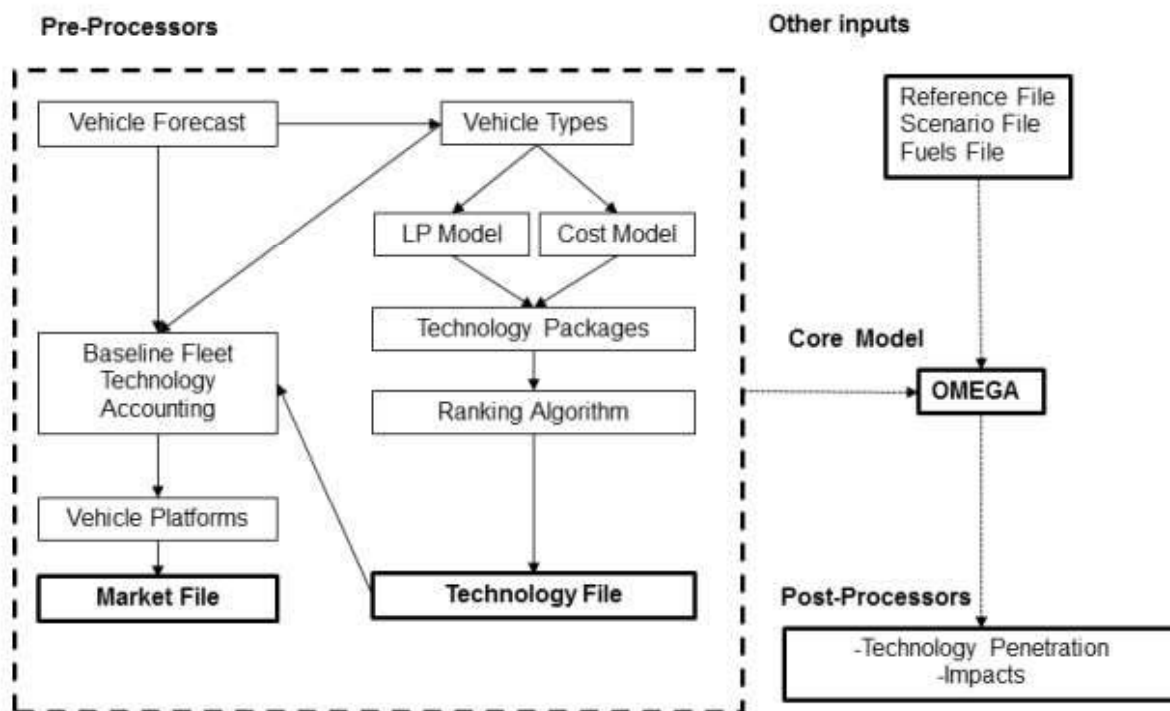 Pre-Processors
Other inputs
Vehicle Forecast
Vehicle Types
Reference File
Scenario File
Fuels File
LP Model
Cost Model
Technology Packages
Baseline Fleet
Technology
Accounting
Ranking Algorithm
Core Model
OMEGA
Vehicle Platforms
Market File
Technology File
Post-Processors
-Technology Penetration
-Impacts